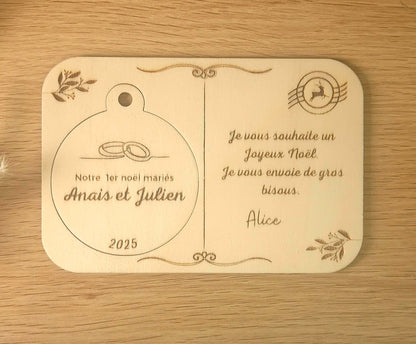 Notre 1er noël mariés
Anais et Julien
2025
Je vous souhaite un
Joyeux Noël.
Je vous envoie de gros
bisous.
Alice